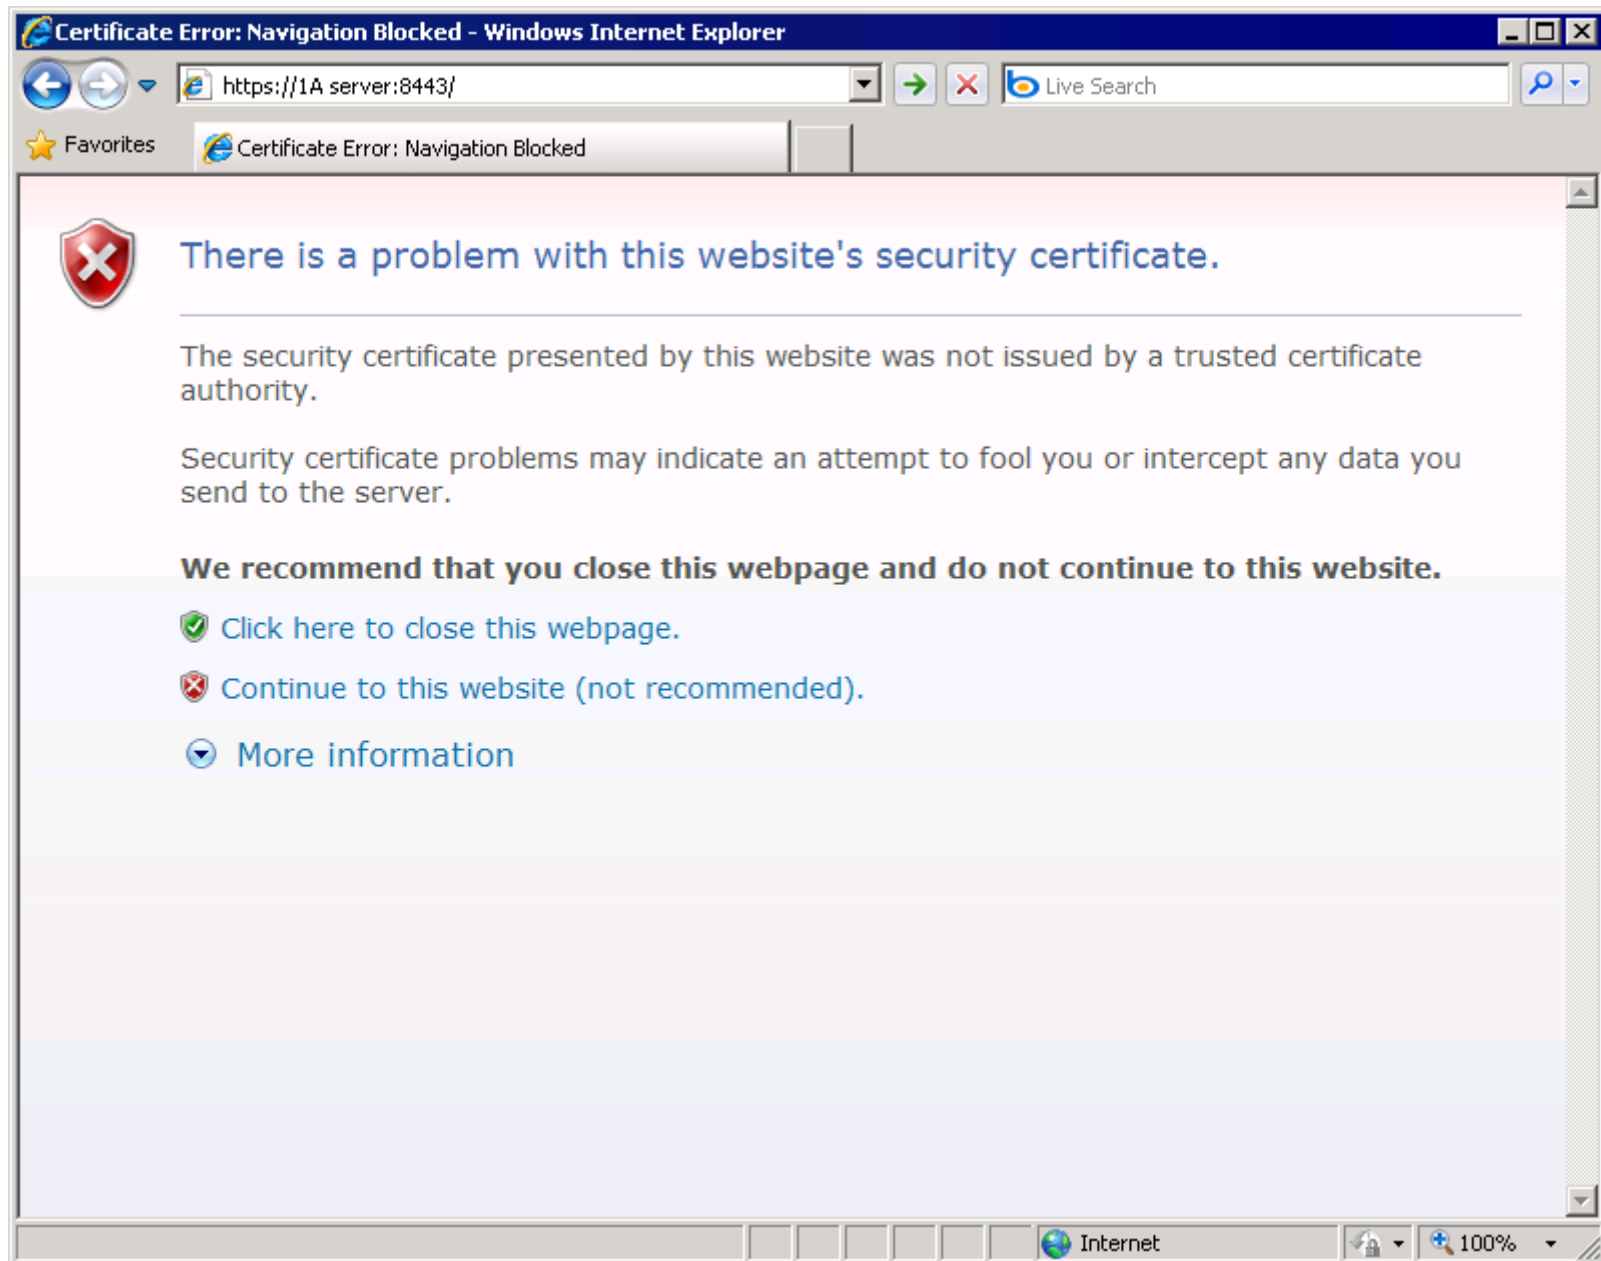 Certificate Error: Navigation Blocked - Windows Internet Explorer
https://1A server:8443/
Live Search
Favorites
Certificate Error: Navigation Blocked
There is a problem with this website's security certificate.
The security certificate presented by this website was not issued by a trusted certificate
authority.
Security certificate problems may indicate an attempt to fool you or intercept any data you
send to the server.
We recommend that you close this webpage and do not continue to this website.
Click here to close this webpage.
Continue to this website (not recommended).
More information
Internet
100%